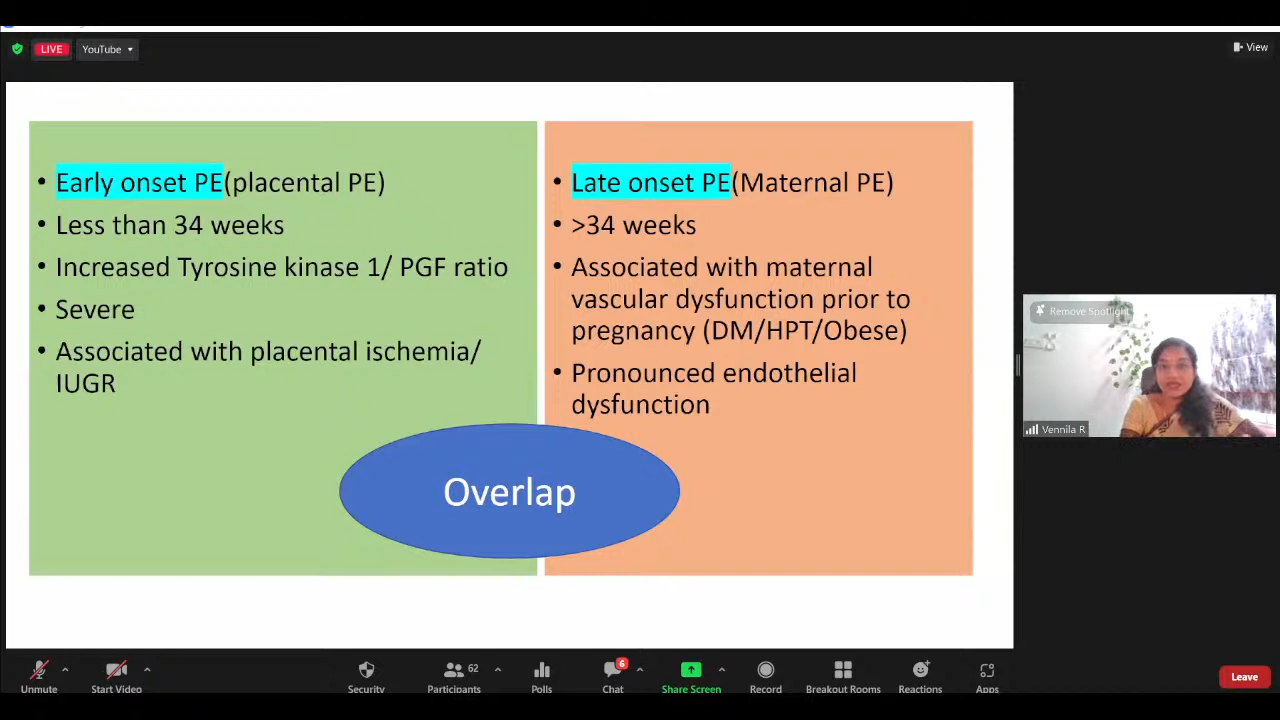 LIVE
YouTube
View
• Early onset PE(placental PE)
• Less than 34 weeks
• Increased Tyrosine kinase 1/ PGF ratio
• Severe
• Associated with placental ischemia/
IUGR
• Late onset PE(Maternal PE)
• >34 weeks
• Associated with maternal
vascular dysfunction prior to
pregnancy (DM/HPT/Obese)
• Pronounced endothelial
dysfunction
Overlap
Remove Spotlight
Vennila R
Unmute
Start Video
Security
62
Participants
Polls
6
Chat
Share Screen
Record
Breakout Rooms
Reactions
Apps
Leave